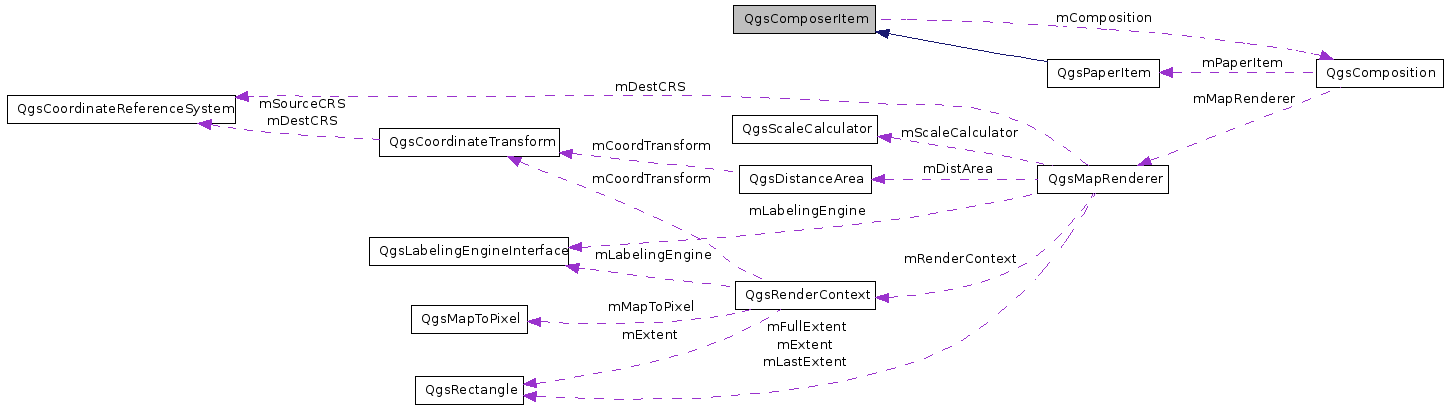 QgsComposerItem
mComposition
QgsPaperItem
mPaperItem
QgsComposition
mDestCRS
mMapRenderer
QgsCoordinateReferenceSystem
mSourceCRS
mDestCRS
QgsScaleCalculator
mScaleCalculator
QgsCoordinateTransform
mCoordTransform
mCoordTransform
QgsDistanceArea
mDistArea
QgsMapRenderer
mLabelingEngine
QgsLabelingEngineInterface
mLabelingEngine
mRenderContext
QgsRenderContext
QgsMapToPixel
mMapToPixel
mExtent
mFullExtent
mExtent
mLastExtent
QgsRectangle